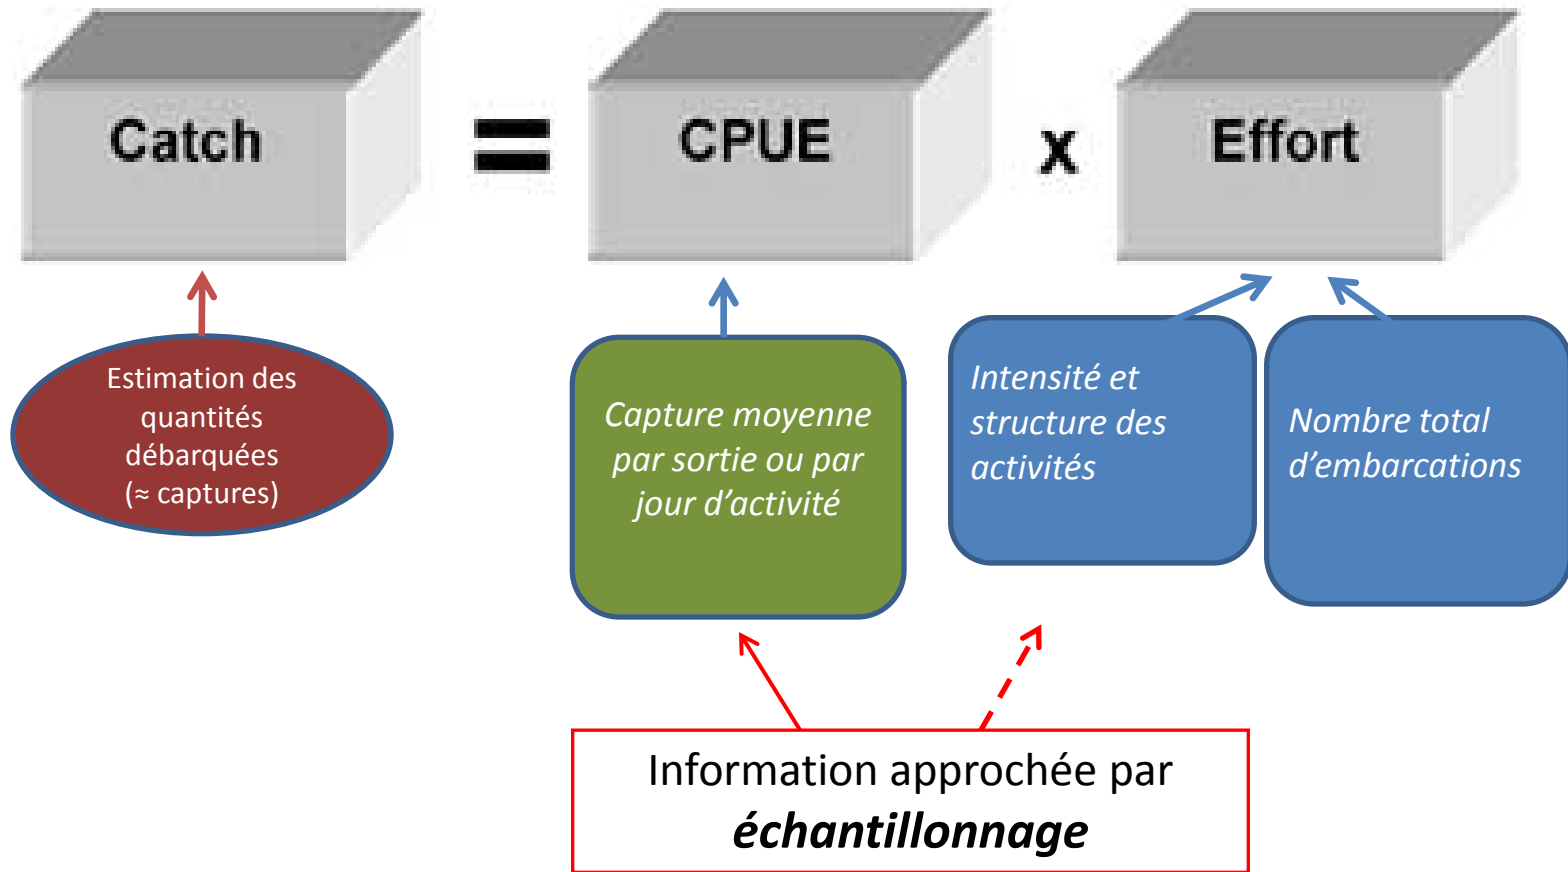 Catch = CPUE x Effort
Estimation des
quantités
débarquées
(≈ captures)
Capture moyenne
par sortie ou par
jour d’activité
Intensité et
structure des
activités
Nombre total
d’embarcations
Information approchée par
échantillonnage